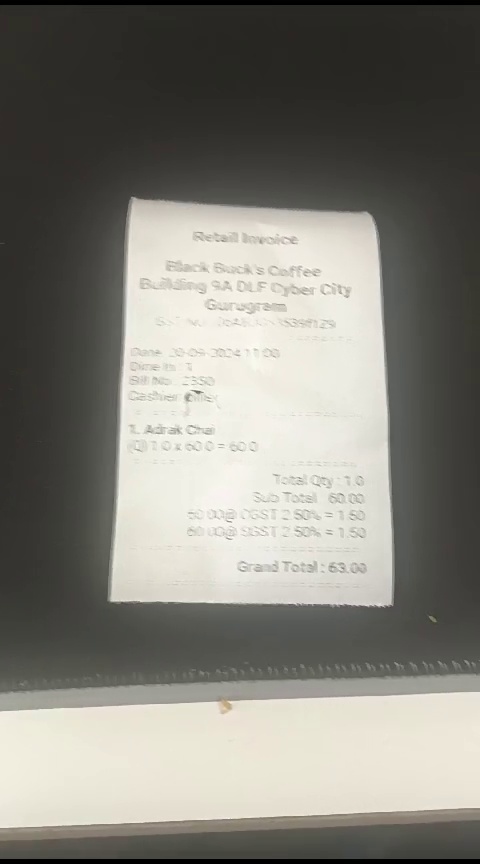 Retail Invoice
Black Buck's Coffee
Building 9A DLF Cyber City
Gurugram
GST No
Date: 20-09-2024 11:00
Dine In: 1
Bill No: 2350
Cashier
1. Adrak Chai
1.0 x 60.0 = 60.0
Total Qty : 1.0
Sub Total 60.00
60.00@ CGST 2.50% = 1.50
60.00@ SGST 2.50% = 1.50
Grand Total : 63.00